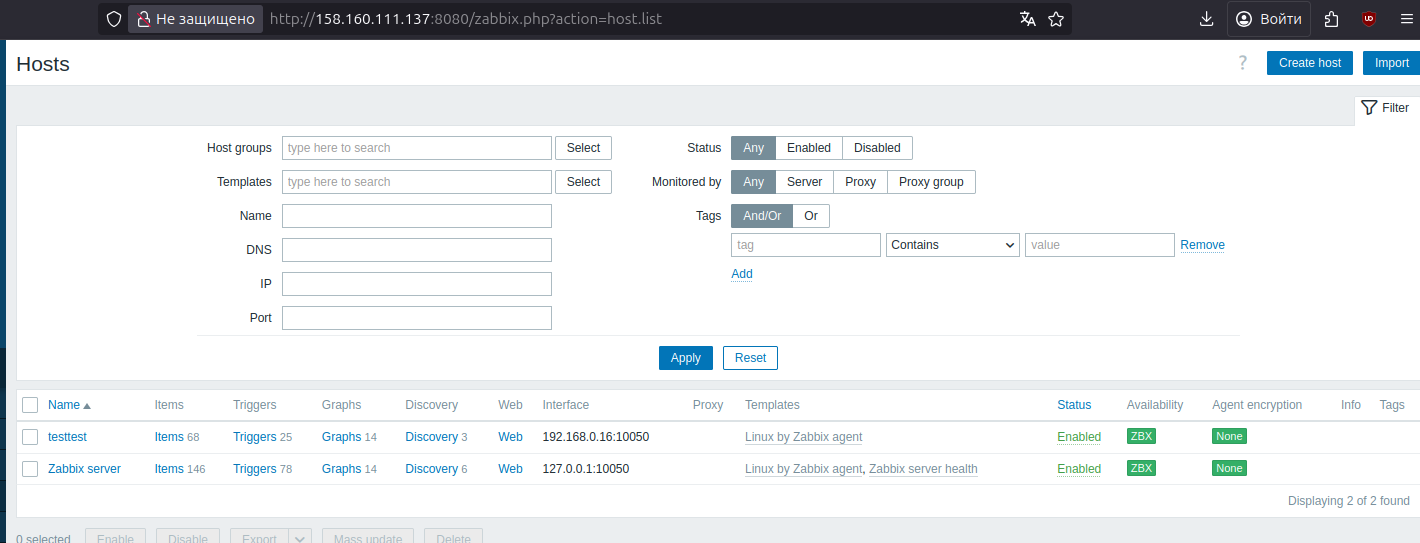 Не защищено http://158.160.111.137:8080/zabbix.php?action=host.list Войти
Hosts ? Create host Import
Filter
Host groups type here to search Select Status Any Enabled Disabled
Templates type here to search Select Monitored by Any Server Proxy Proxy group
Name Tags And/Or Or
DNS tag Contains value Remove
IP Add
Port
Apply Reset
Name Items Triggers Graphs Discovery Web Interface Proxy Templates Status Availability Agent encryption Info Tags
testtest Items 68 Triggers 25 Graphs 14 Discovery 3 Web 192.168.0.16:10050 Linux by Zabbix agent Enabled ZBX None
Zabbix server Items 146 Triggers 78 Graphs 14 Discovery 6 Web 127.0.0.1:10050 Linux by Zabbix agent, Zabbix server health Enabled ZBX None
Displaying 2 of 2 found
0 selected Enable Disable Export Mass update Delete